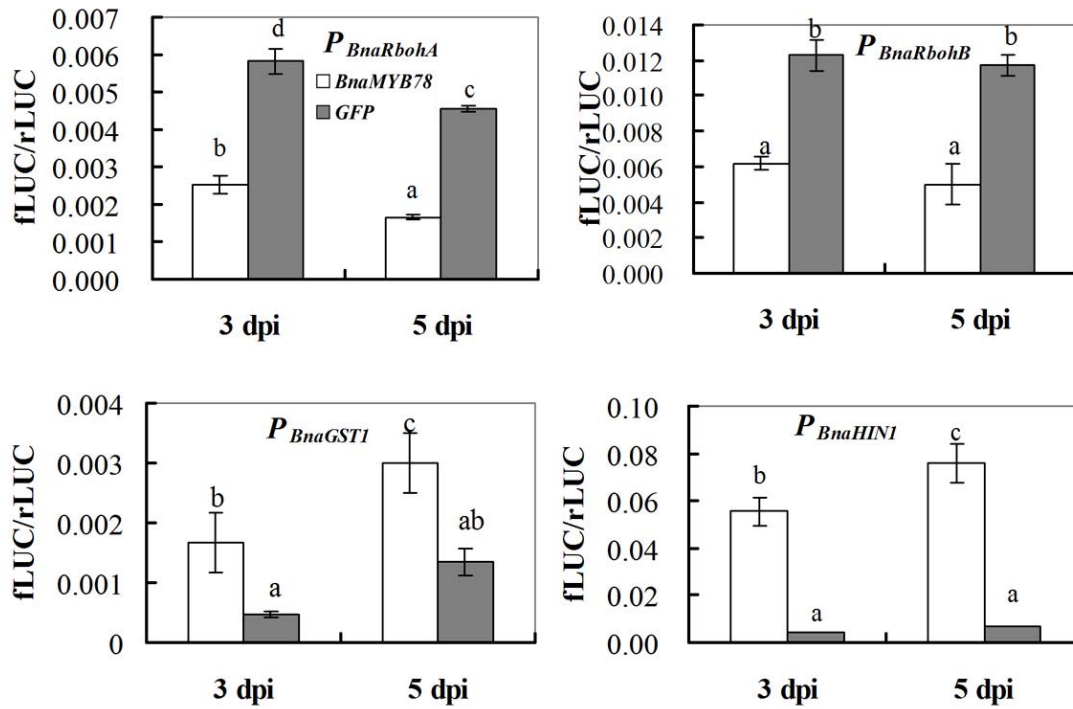 fLUC/rLUC
0.007
0.006
0.005
0.004
0.003
0.002
0.001
0.000
P BnaRbohA
BnaMYB78
GFP
b
d
a
c
3 dpi
5 dpi
fLUC/rLUC
0.014
0.012
0.010
0.008
0.006
0.004
0.002
0.000
P BnaRbohB
a
b
a
b
3 dpi
5 dpi
fLUC/rLUC
0.004
0.003
0.002
0.001
0
P BnaGST1
b
a
c
ab
3 dpi
5 dpi
fLUC/rLUC
0.10
0.08
0.06
0.04
0.02
0.00
P BnaHIN1
b
a
c
a
3 dpi
5 dpi